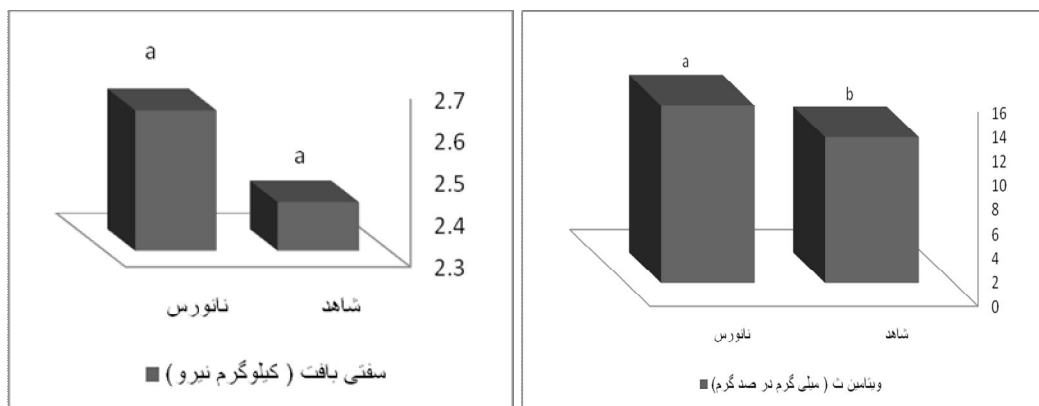 a
a
2.7
2.6
2.5
2.4
2.3
شاهد نانورس
سفتی بافت ( کیلوگرم نیرو )
a
b
16
14
12
10
8
6
4
2
0
شاهد نانورس
ویتامین ث ( میلی گرم در صد گرم)